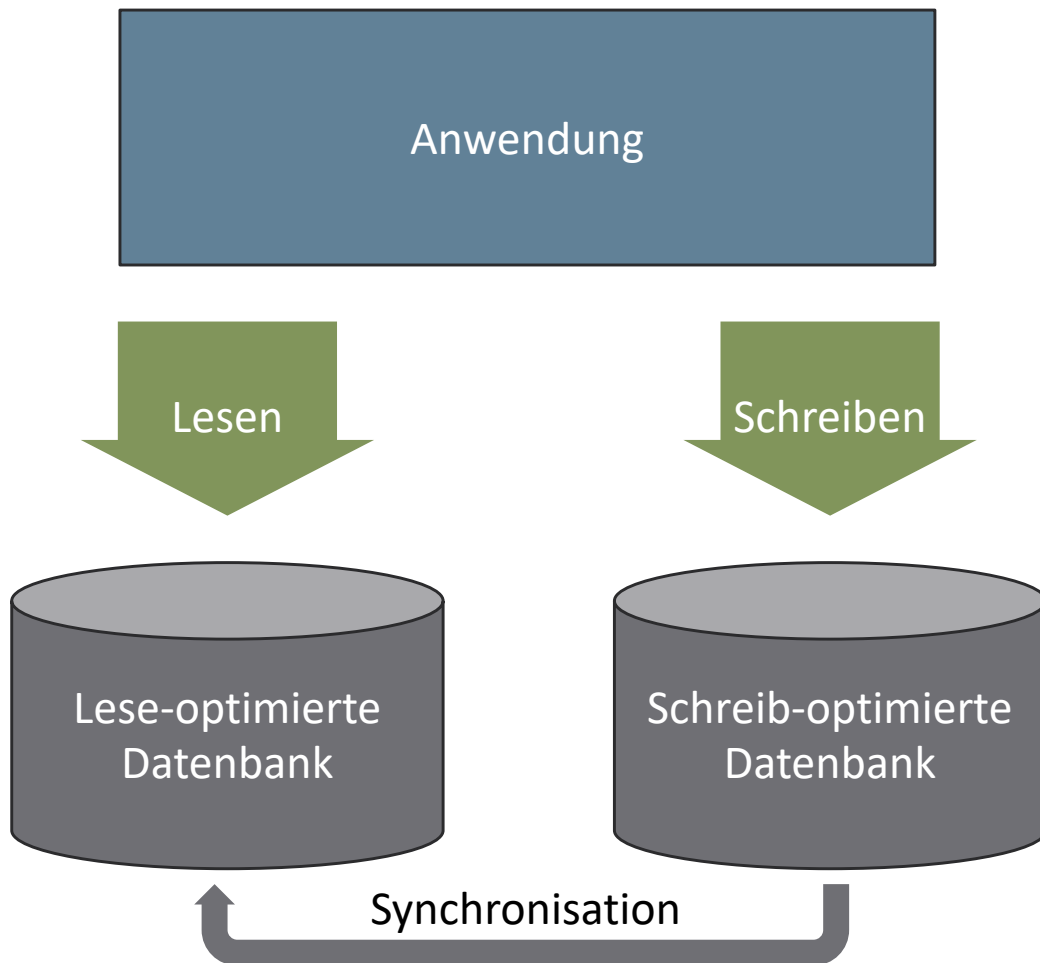 Anwendung
Lesen
Schreiben
Lese-optimierte
Datenbank
Schreib-optimierte
Datenbank
Synchronisation